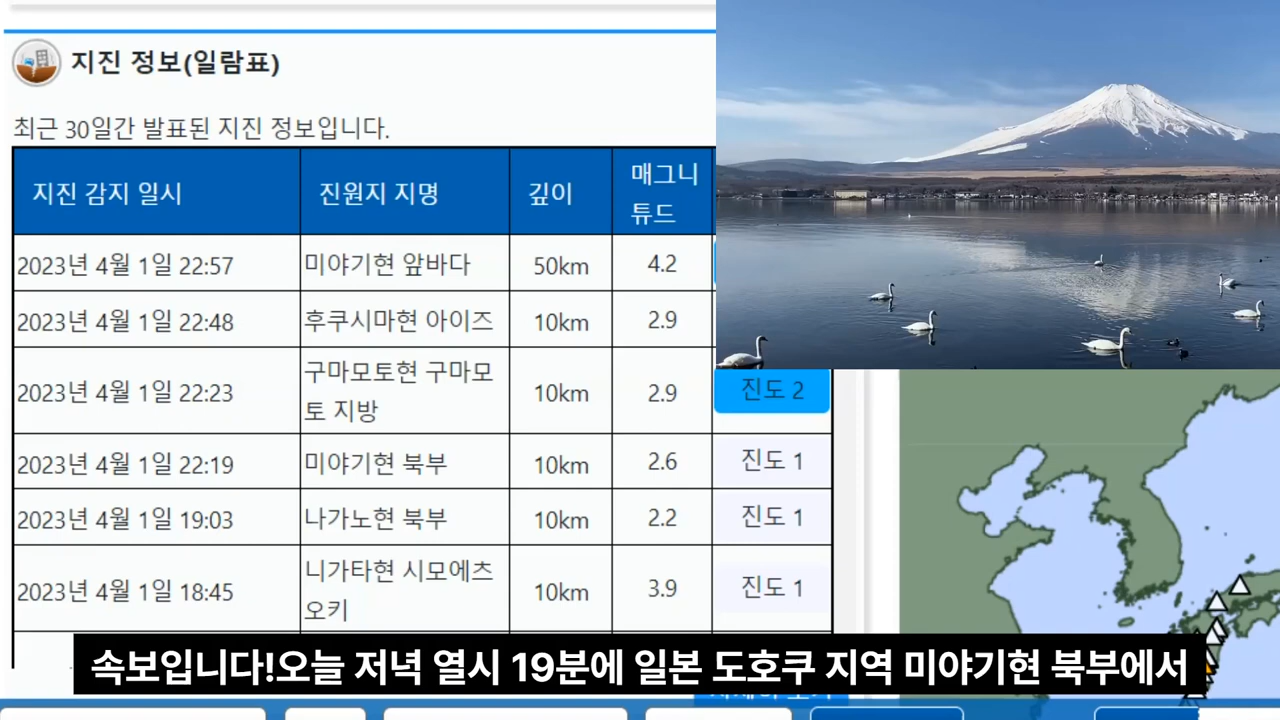 지진 정보(일람표)
최근 30일간 발표된 지진 정보입니다.
지진 감지 일시 진원지 지명 깊이 매그니
튜드
2023년 4월 1일 22:57 미야기현 앞바다 50km 4.2
2023년 4월 1일 22:48 후쿠시마현 아이즈 10km 2.9
2023년 4월 1일 22:23 구마모토현 구마모
토 지방 10km 2.9 진도 2
2023년 4월 1일 22:19 미야기현 북부 10km 2.6 진도 1
2023년 4월 1일 19:03 나가노현 북부 10km 2.2 진도 1
2023년 4월 1일 18:45 니가타현 시모에츠
오키 10km 3.9 진도 1
속보입니다!오늘 저녁 열시 19분에 일본 도호쿠 지역 미야기현 북부에서